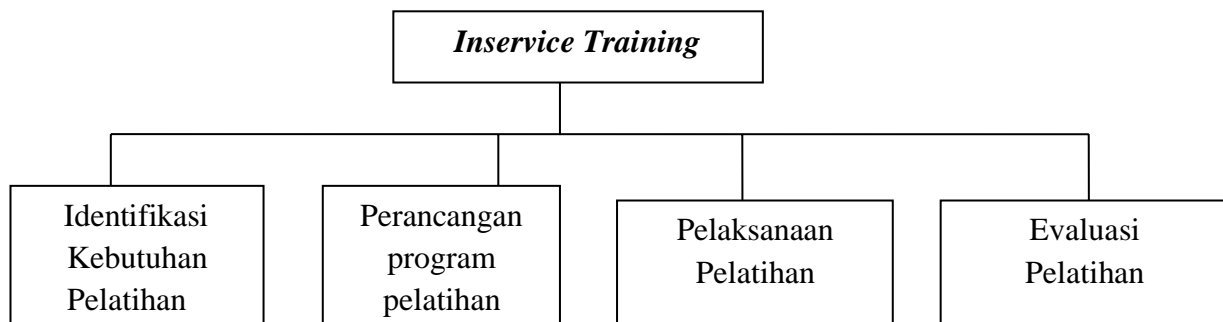 Inservice Training
Identifikasi
Kebutuhan
Pelatihan
Perancangan
program
pelatihan
Pelaksanaan
Pelatihan
Evaluasi
Pelatihan